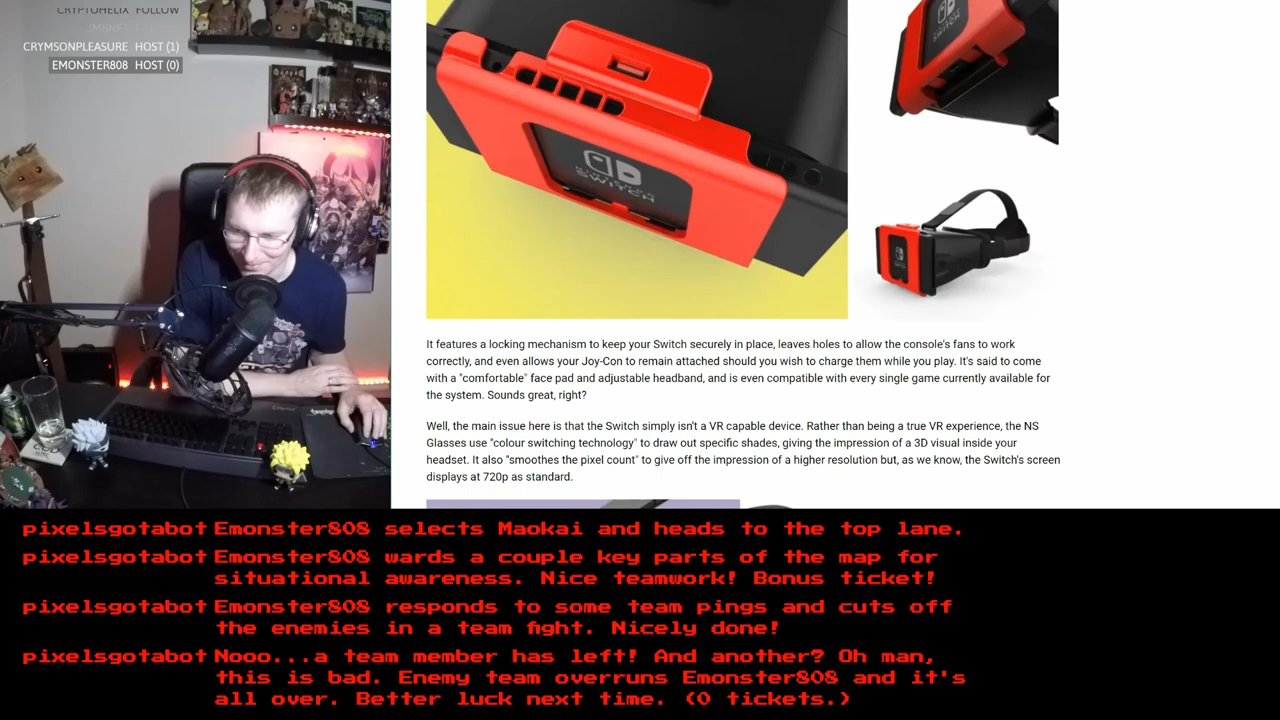 CRYPTOHELIX FOLLOW
CRYMSONPLEASURE HOST (1)
EMONSTER808 HOST (0)
SWITCH
NINTENDO
SWITCH
It features a locking mechanism to keep your Switch securely in place, leaves holes to allow the console's fans to work
correctly, and even allows your Joy-Con to remain attached should you wish to charge them while you play. It's said to come
with a "comfortable" face pad and adjustable headband, and is even compatible with every single game currently available for
the system. Sounds great, right?
Well, the main issue here is that the Switch simply isn't a VR capable device. Rather than being a true VR experience, the NS
Glasses use "colour switching technology" to draw out specific shades, giving the impression of a 3D visual inside your
headset. It also "smoothes the pixel count" to give off the impression of a higher resolution but, as we know, the Switch's screen
displays at 720p as standard.
pixelsgotabot Emonster808 selects Maokai and heads to the top lane.
pixelsgotabot Emonster808 wards a couple key parts of the map for
situational awareness. Nice teamwork! Bonus ticket!
pixelsgotabot Emonster808 responds to some team pings and cuts off
the enemies in a team fight. Nicely done!
pixelsgotabot Nooo...a team member has left! And another? Oh man,
this is bad. Enemy team overruns Emonster808 and it's
all over. Better luck next time. (0 tickets.)